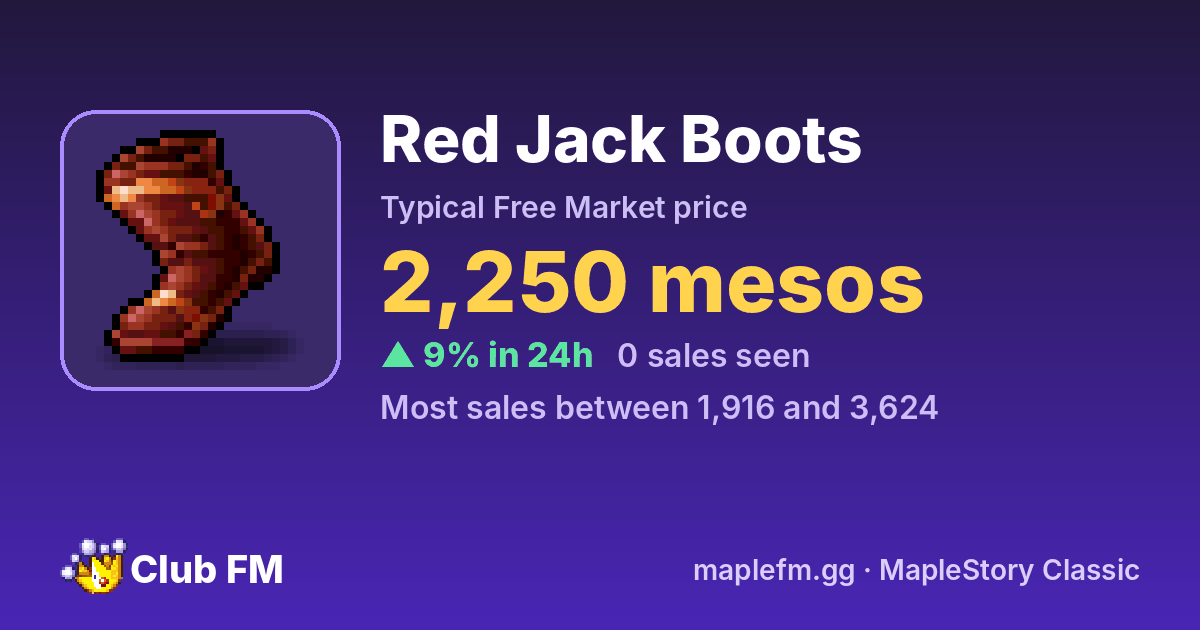 Red Jack Boots
Typical Free Market price
2,250 mesos
▲ 9% in 24h 0 sales seen
Most sales between 1,916 and 3,624
Club FM
maplefm.gg · MapleStory Classic